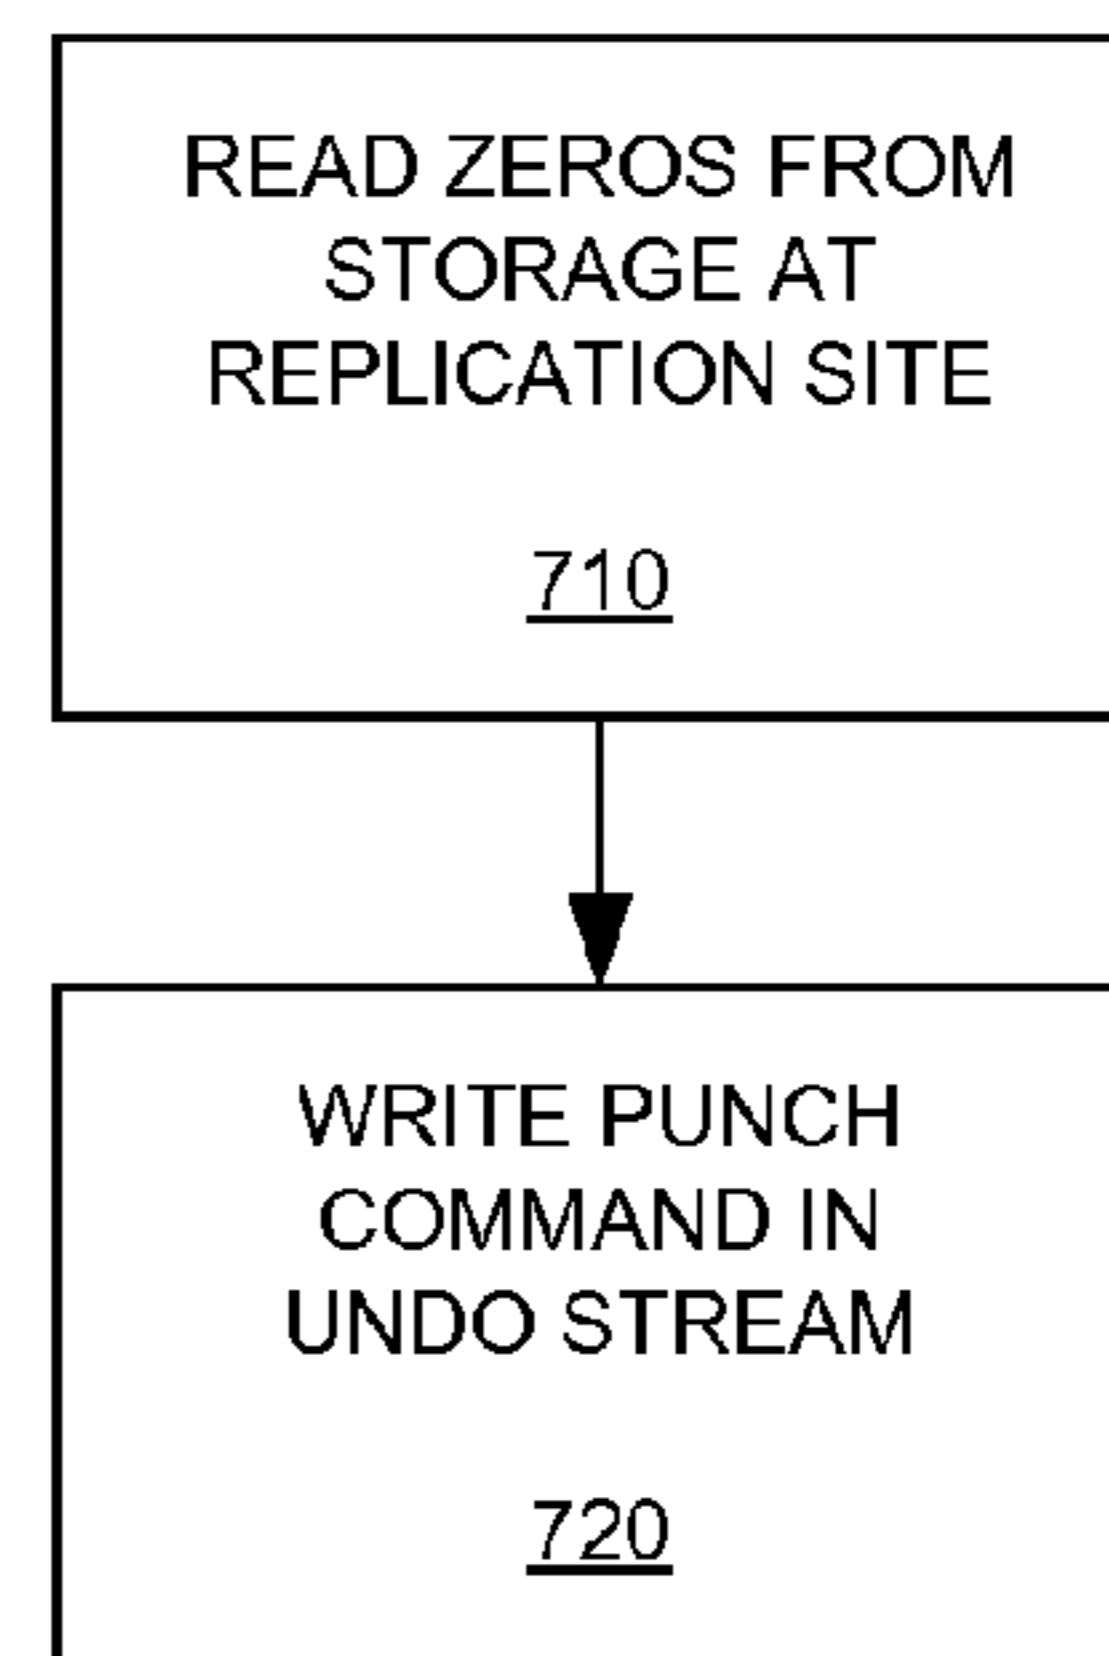 READ ZEROS FROM
STORAGE AT
REPLICATION SITE
710
WRITE PUNCH
COMMAND IN
UNDO STREAM
720